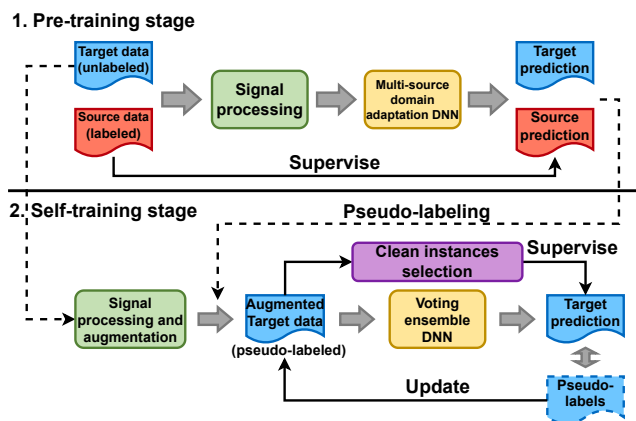 1. Pre-training stage
Target data
(unlabeled)
Source data
(labeled)
Signal
processing
Multi-source
domain
adaptation DNN
Target
prediction
Source
prediction
Supervise
2. Self-training stage
Pseudo-labeling
Clean instances
selection
Supervise
Signal
processing and
augmentation
Augmented
Target data
(pseudo-labeled)
Voting
ensemble
DNN
Target
prediction
Update
Pseudo-
labels